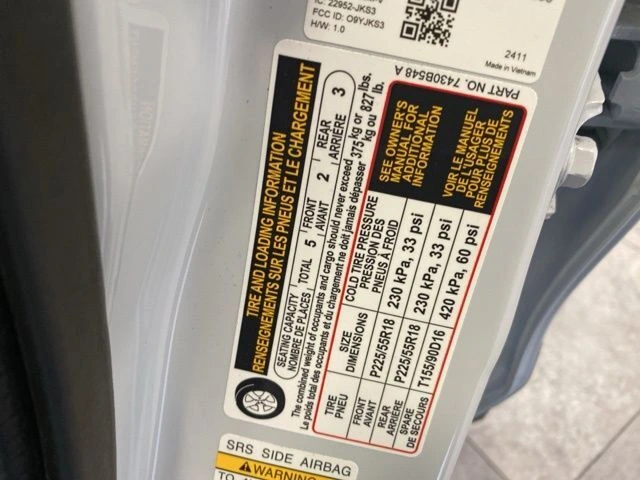 IC: 22952-JKS3
FCC ID: O9YJKS3
H/W: 1.0
2411
Made in Vietnam
PART NO. 7430B548 A
TIRE AND LOADING INFORMATION
RENSEIGNEMENTS SUR LES PNEUS ET LE CHARGEMENT
SEATING CAPACITY
NOMBRE DE PLACES
TOTAL 5
FRONT
AVANT
2
REAR
ARRIÈRE
3
The combined weight of occupants and cargo should never exceed
Le poids total des occupants et du chargement ne doit jamais dépasser
375 kg or 827 lbs.
kg ou 827 lb.
TIRE
PNEU
SIZE
DIMENSIONS
COLD TIRE PRESSURE
PRESSION DES
PNEUS À FROID
FRONT
AVANT
P225/55R18
230 kPa, 33 psi
REAR
ARRIÈRE
P225/55R18
230 kPa, 33 psi
SPARE
DE SECOURS
T155/90D16
420 kPa, 60 psi
SEE OWNER'S
MANUAL FOR
ADDITIONAL
INFORMATION
VOIR LE MANUEL
DE L'USAGER
POUR PLUS DE
RENSEIGNEMENTS
SRS SIDE AIRBAG
WARNING